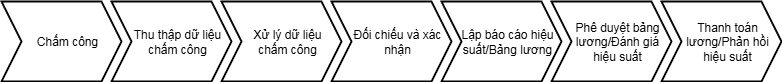 Chấm công
Thu thập dữ liệu
chấm công
Xử lý dữ liệu
chấm công
Đối chiếu và xác
nhận
Lập báo cáo hiệu
suất/Bảng lương
Phê duyệt bảng
lương/Đánh giá
hiệu suất
Thanh toán
lương/Phản hồi
hiệu suất